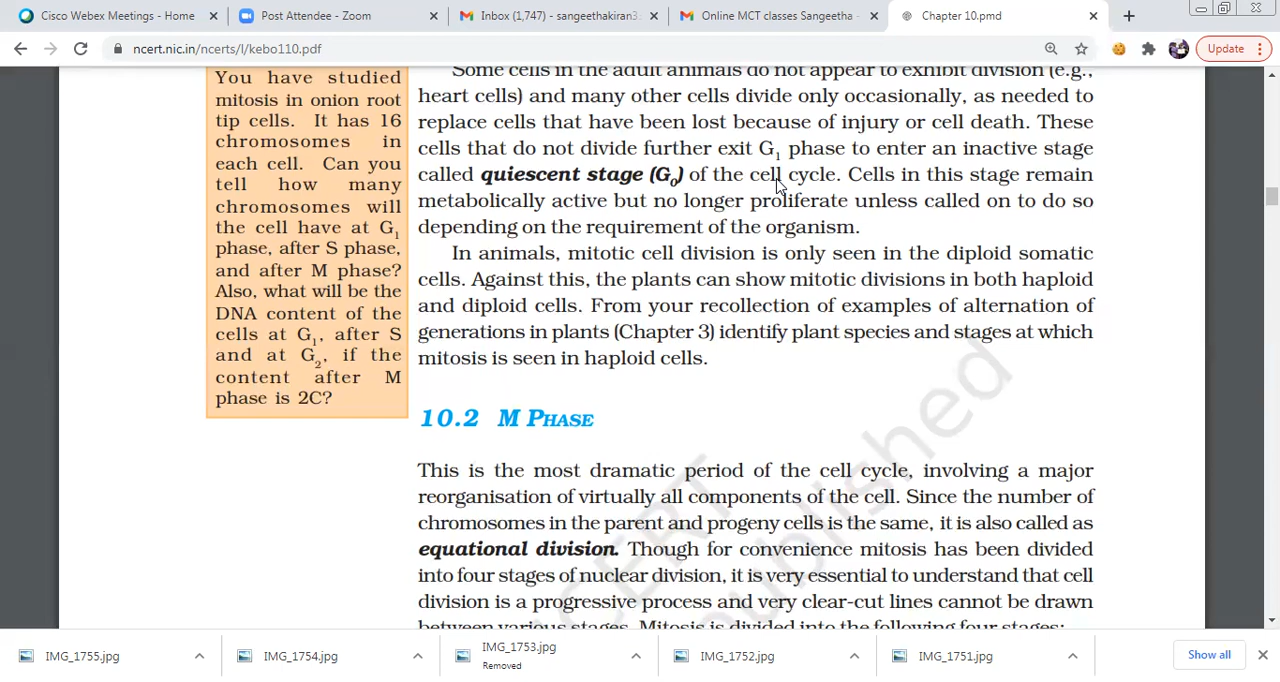 Cisco Webex Meetings - Home
Post Attendee - Zoom
Inbox (1,747) - sangeethakiran3
Online MCT classes Sangeetha -
Chapter 10.pmd
ncert.nic.in/ncerts/l/kebo110.pdf
Update
You have studied
mitosis in onion root
tip cells. It has 16
chromosomes in
each cell. Can you
tell how many
chromosomes will
the cell have at G1
phase, after S phase,
and after M phase?
Also, what will be the
DNA content of the
cells at G1, after S
and at G2, if the
content after M
phase is 2C?
Some cells in the adult animals do not appear to exhibit division (e.g.,
heart cells) and many other cells divide only occasionally, as needed to
replace cells that have been lost because of injury or cell death. These
cells that do not divide further exit G1 phase to enter an inactive stage
called quiescent stage (G0) of the cell cycle. Cells in this stage remain
metabolically active but no longer proliferate unless called on to do so
depending on the requirement of the organism.
In animals, mitotic cell division is only seen in the diploid somatic
cells. Against this, the plants can show mitotic divisions in both haploid
and diploid cells. From your recollection of examples of alternation of
generations in plants (Chapter 3) identify plant species and stages at which
mitosis is seen in haploid cells.
10.2 M PHASE
This is the most dramatic period of the cell cycle, involving a major
reorganisation of virtually all components of the cell. Since the number of
chromosomes in the parent and progeny cells is the same, it is also called as
equational division. Though for convenience mitosis has been divided
into four stages of nuclear division, it is very essential to understand that cell
division is a progressive process and very clear-cut lines cannot be drawn
between various stages. Mitosis is divided into the following four stages:
NCERT
published
IMG_1755.jpg
IMG_1754.jpg
IMG_1753.jpg
Removed
IMG_1752.jpg
IMG_1751.jpg
Show all